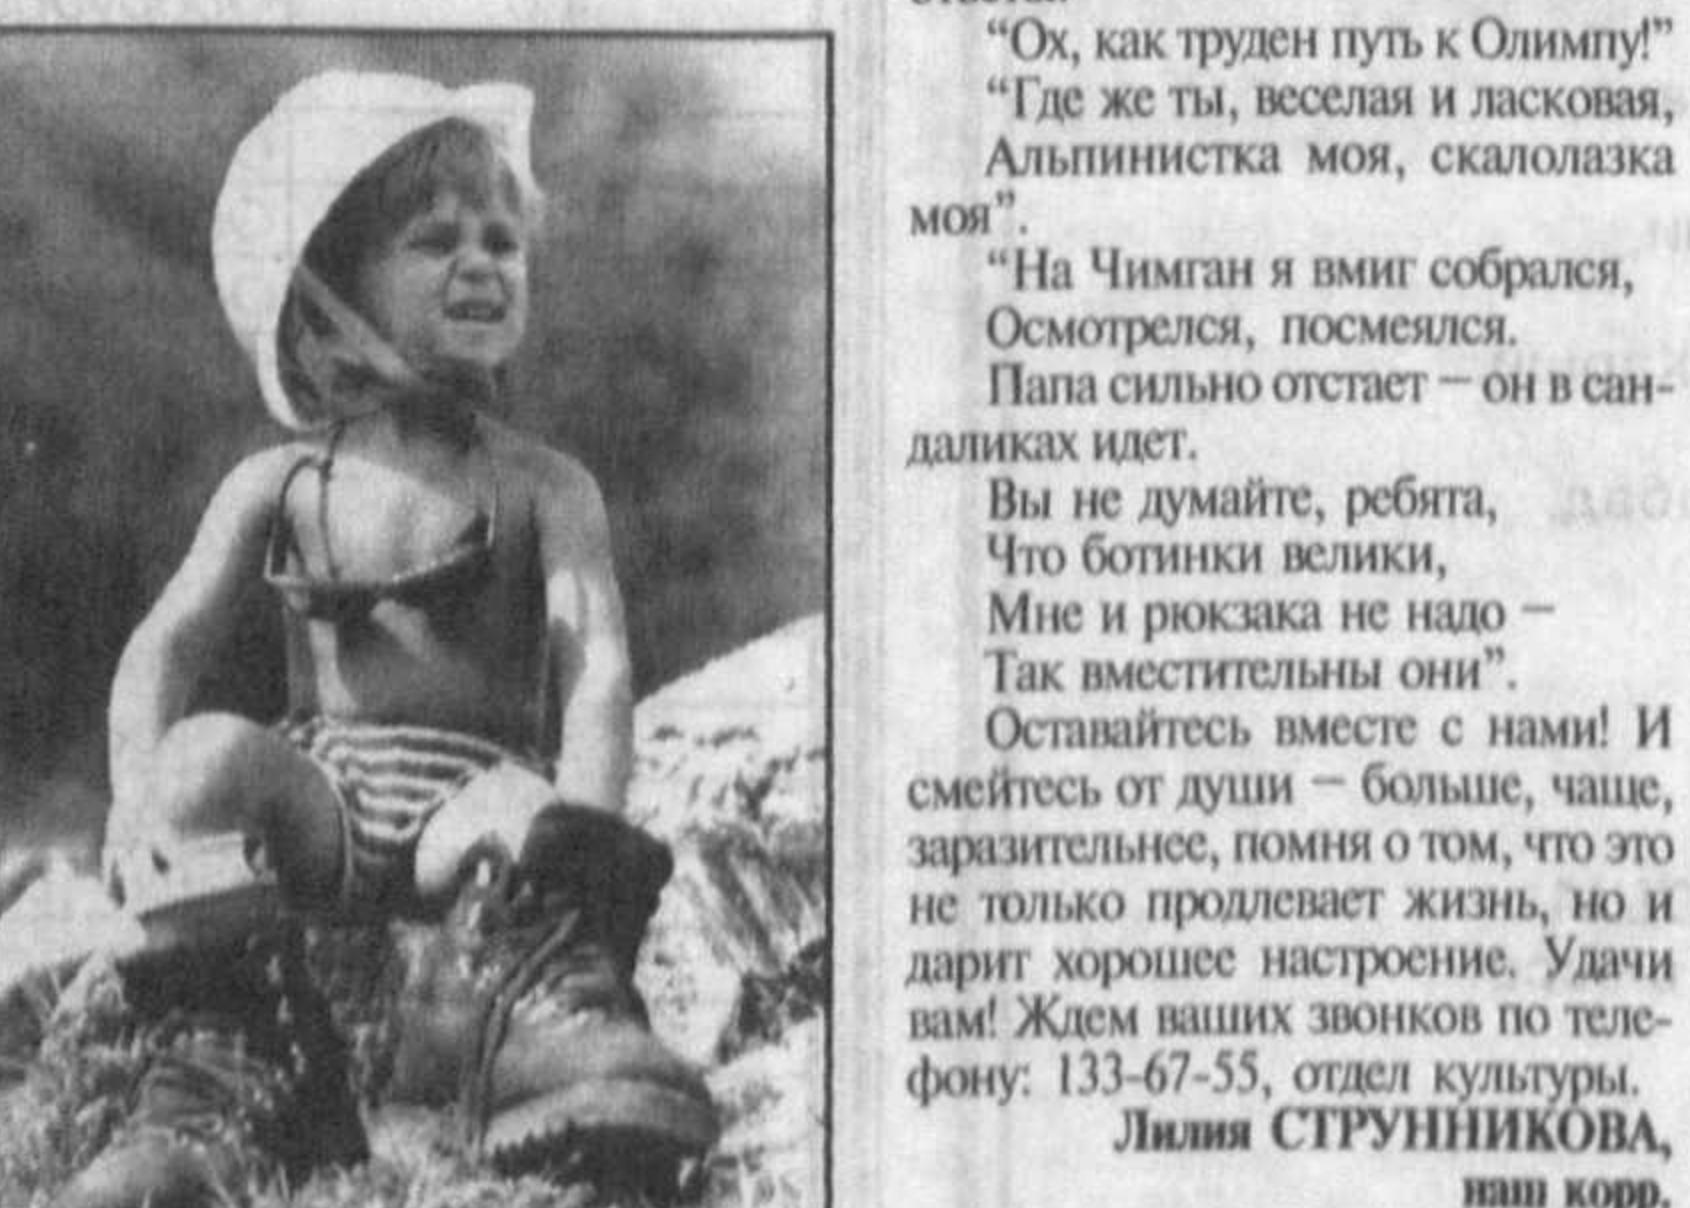 “Ох, как труден путь к Олимпу!”
“Где же ты, веселая и ласковая,
Альпинистка моя, скалолазка
моя”.
“На Чимган я вмиг собрался,
Осмотрелся, посмеялся.
Папа сильно отстает — он в сан-
даликах идет.
Вы не думайте, ребята,
Что ботинки велики,
Мне и рюкзака не надо —
Так вместительны они”.
Оставайтесь вместе с нами! И
смейтесь от души — больше, чаще,
заразительнее, помня о том, что это
не только продлевает жизнь, но и
дарит хорошее настроение. Удачи
вам! Ждем ваших звонков по теле-
фону: 133-67-55, отдел культуры.
Лилия СТРУННИКОВА,
наш корр.